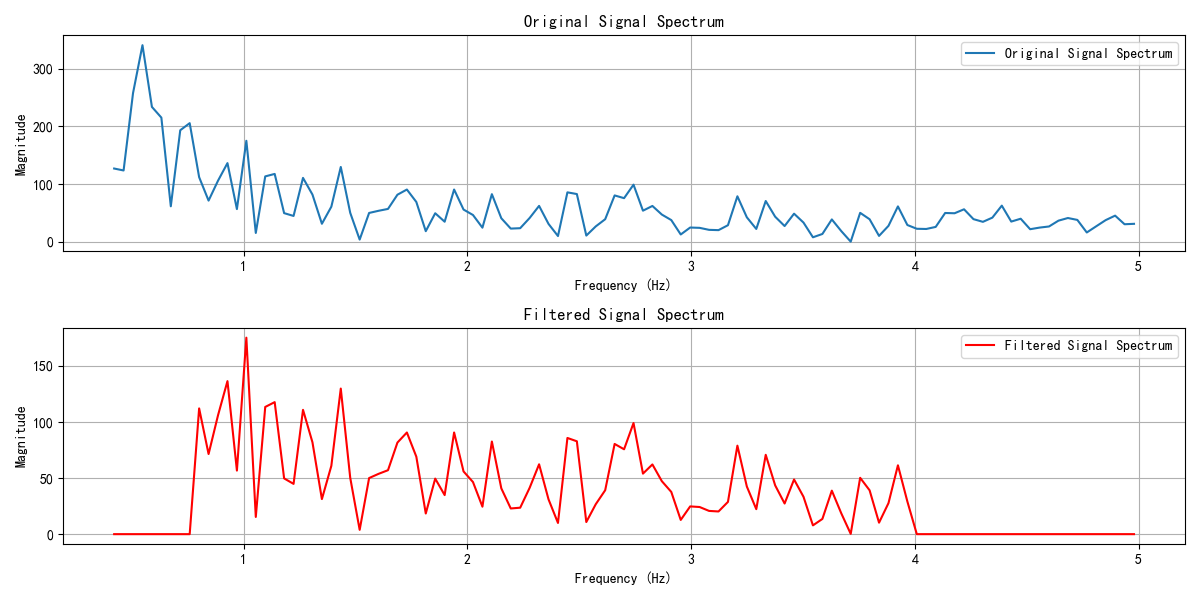 Original Signal Spectrum
Original Signal Spectrum
Magnitude
300
200
100
0
1
2
3
4
5
Frequency (Hz)
Filtered Signal Spectrum
Filtered Signal Spectrum
Magnitude
150
100
50
0
1
2
3
4
5
Frequency (Hz)